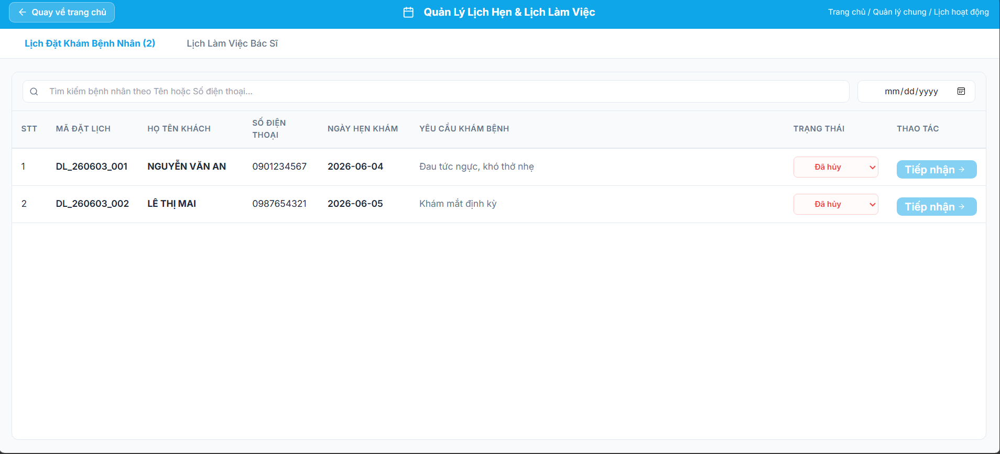 Quay về trang chủ
Quản Lý Lịch Hẹn & Lịch Làm Việc
Trang chủ / Quản lý chung / Lịch hoạt động
Lịch Đặt Khám Bệnh Nhân (2)
Lịch Làm Việc Bác Sĩ
Tìm kiếm bệnh nhân theo Tên hoặc Số điện thoại...
mm/dd/yyyy
STT
MÃ ĐẶT LỊCH
HỌ TÊN KHÁCH
SỐ ĐIỆN
THOẠI
NGÀY HẸN KHÁM
YÊU CẦU KHÁM BỆNH
TRẠNG THÁI
THAO TÁC
1
DL_260603_001
NGUYỄN VĂN AN
0901234567
2026-06-04
Đau tức ngực, khó thở nhẹ
Đã hủy
Tiếp nhận →
2
DL_260603_002
LÊ THỊ MAI
0987654321
2026-06-05
Khám mắt định kỳ
Đã hủy
Tiếp nhận →